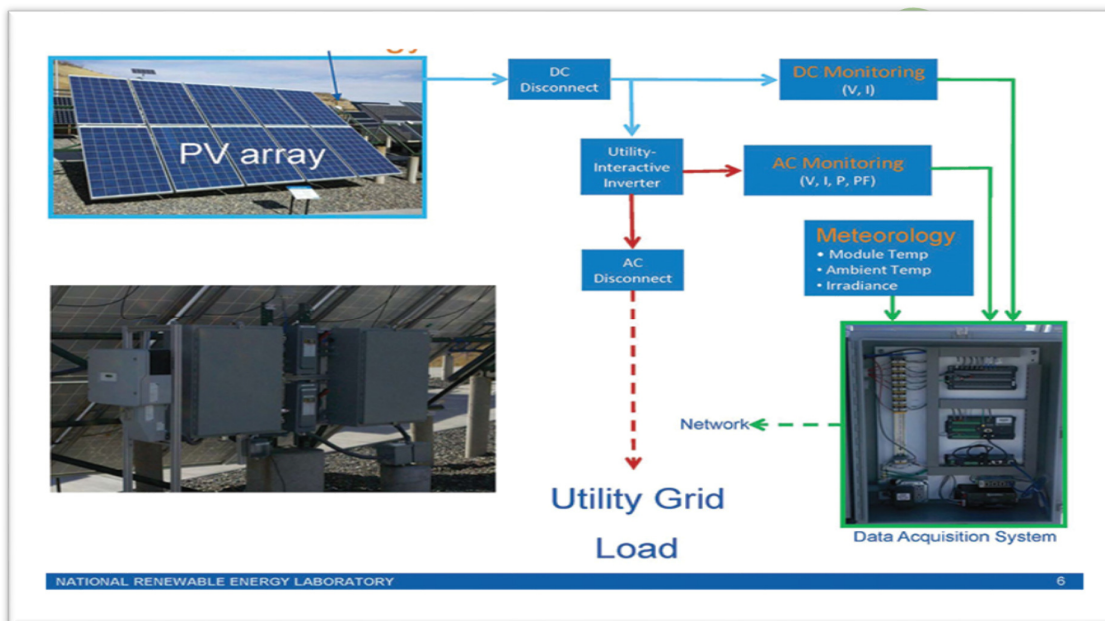 PV array
DC
Disconnect
DC Monitoring
(V, I)
Utility-
Interactive
Inverter
AC Monitoring
(V, I, P, PF)
AC
Disconnect
Meteorology
• Module Temp
• Ambient Temp
• Irradiance
Network
Utility Grid
Load
Data Acquisition System
NATIONAL RENEWABLE ENERGY LABORATORY
6